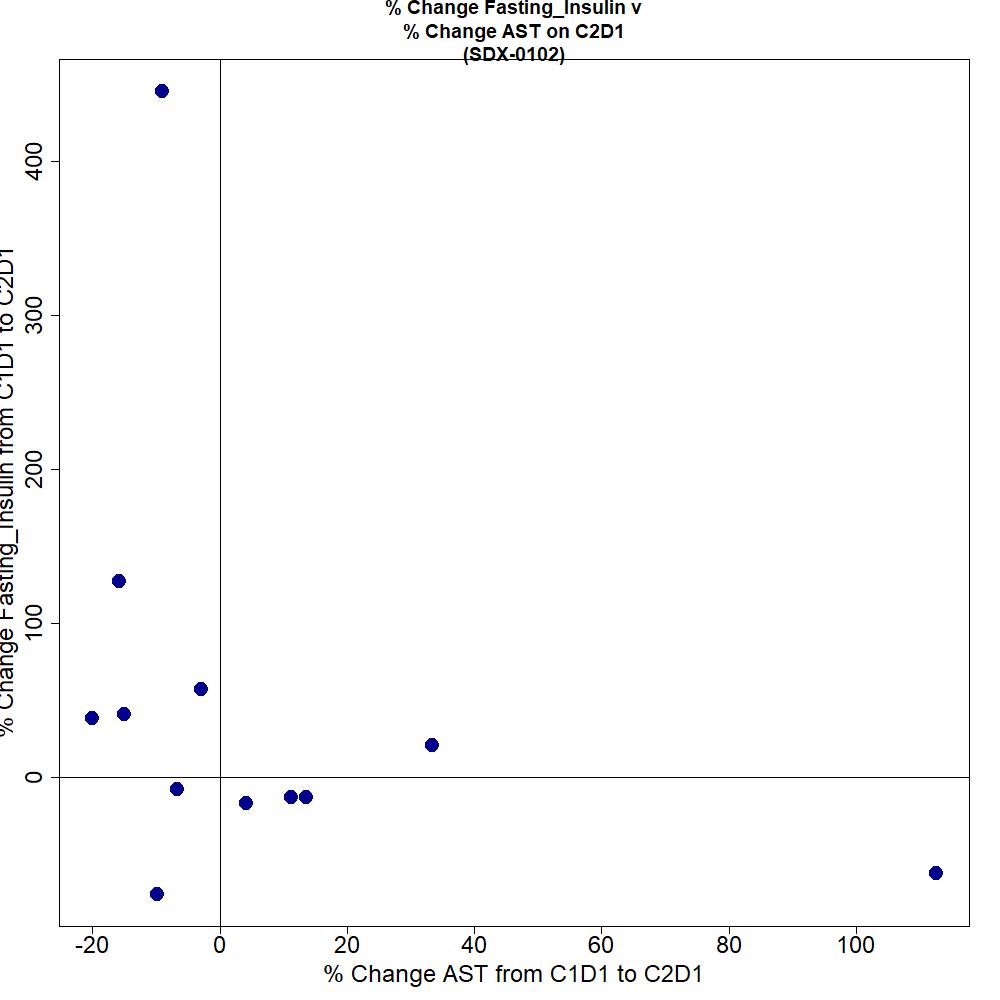 % Change Fasting_Insulin v
% Change AST on C2D1
(SDX-0102)
% Change Fasting_Insulin from C1D1 to C2D1
400
300
200
100
0
-20 0 20 40 60 80 100
% Change AST from C1D1 to C2D1